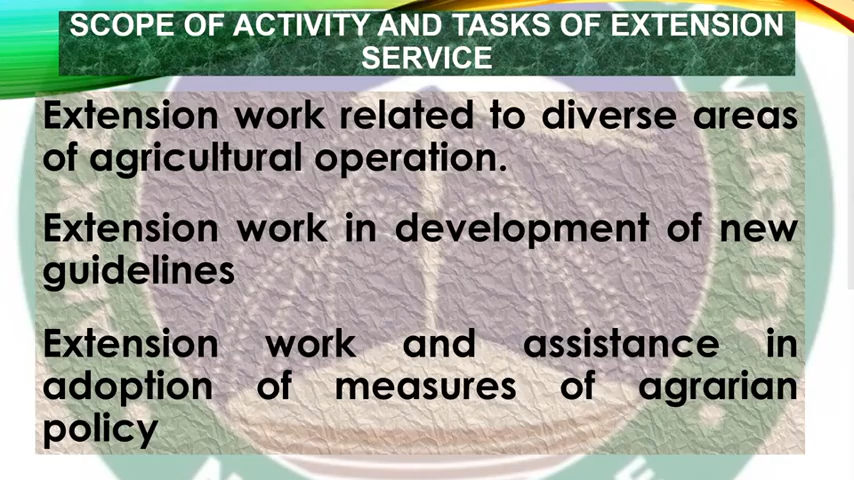 SCOPE OF ACTIVITY AND TASKS OF EXTENSION
SERVICE
Extension work related to diverse areas
of agricultural operation.
Extension work in development of new
guidelines
Extension work and assistance in
adoption of measures of agrarian
policy